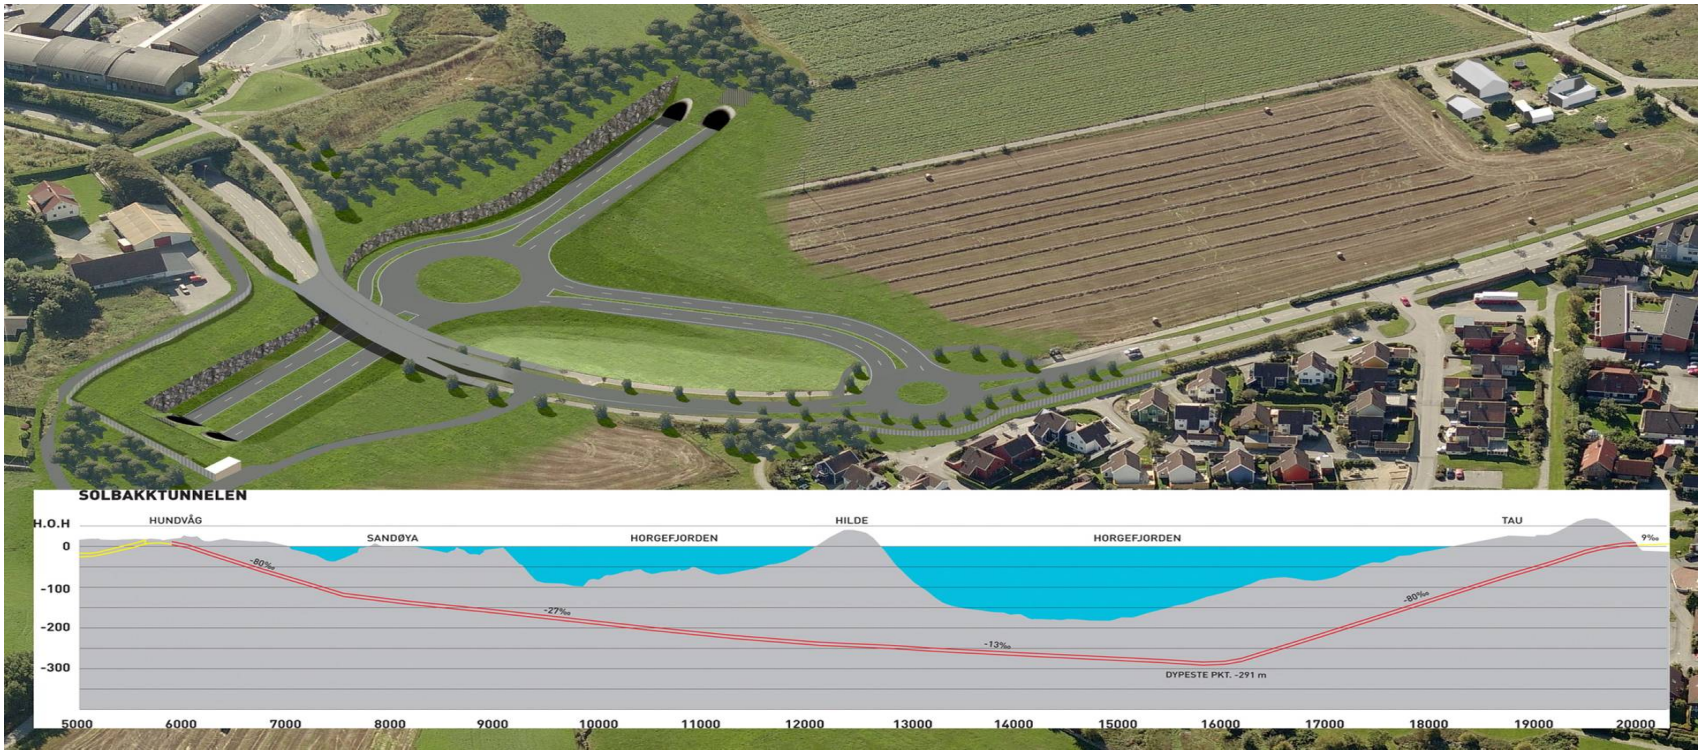 SOLBAKKTUNNELEN
HUNDVÅG
HILDE
TAU
H.O.H
SANDØYA
HORGEFJORDEN
HORGEFJORDEN
9‰
0
-80‰
-100
-80‰
-27‰
-200
-13‰
-300
DYPESTE PKT. -291 m
5000 6000 7000 8000 9000 10000 11000 12000 13000 14000 15000 16000 17000 18000 19000 20000